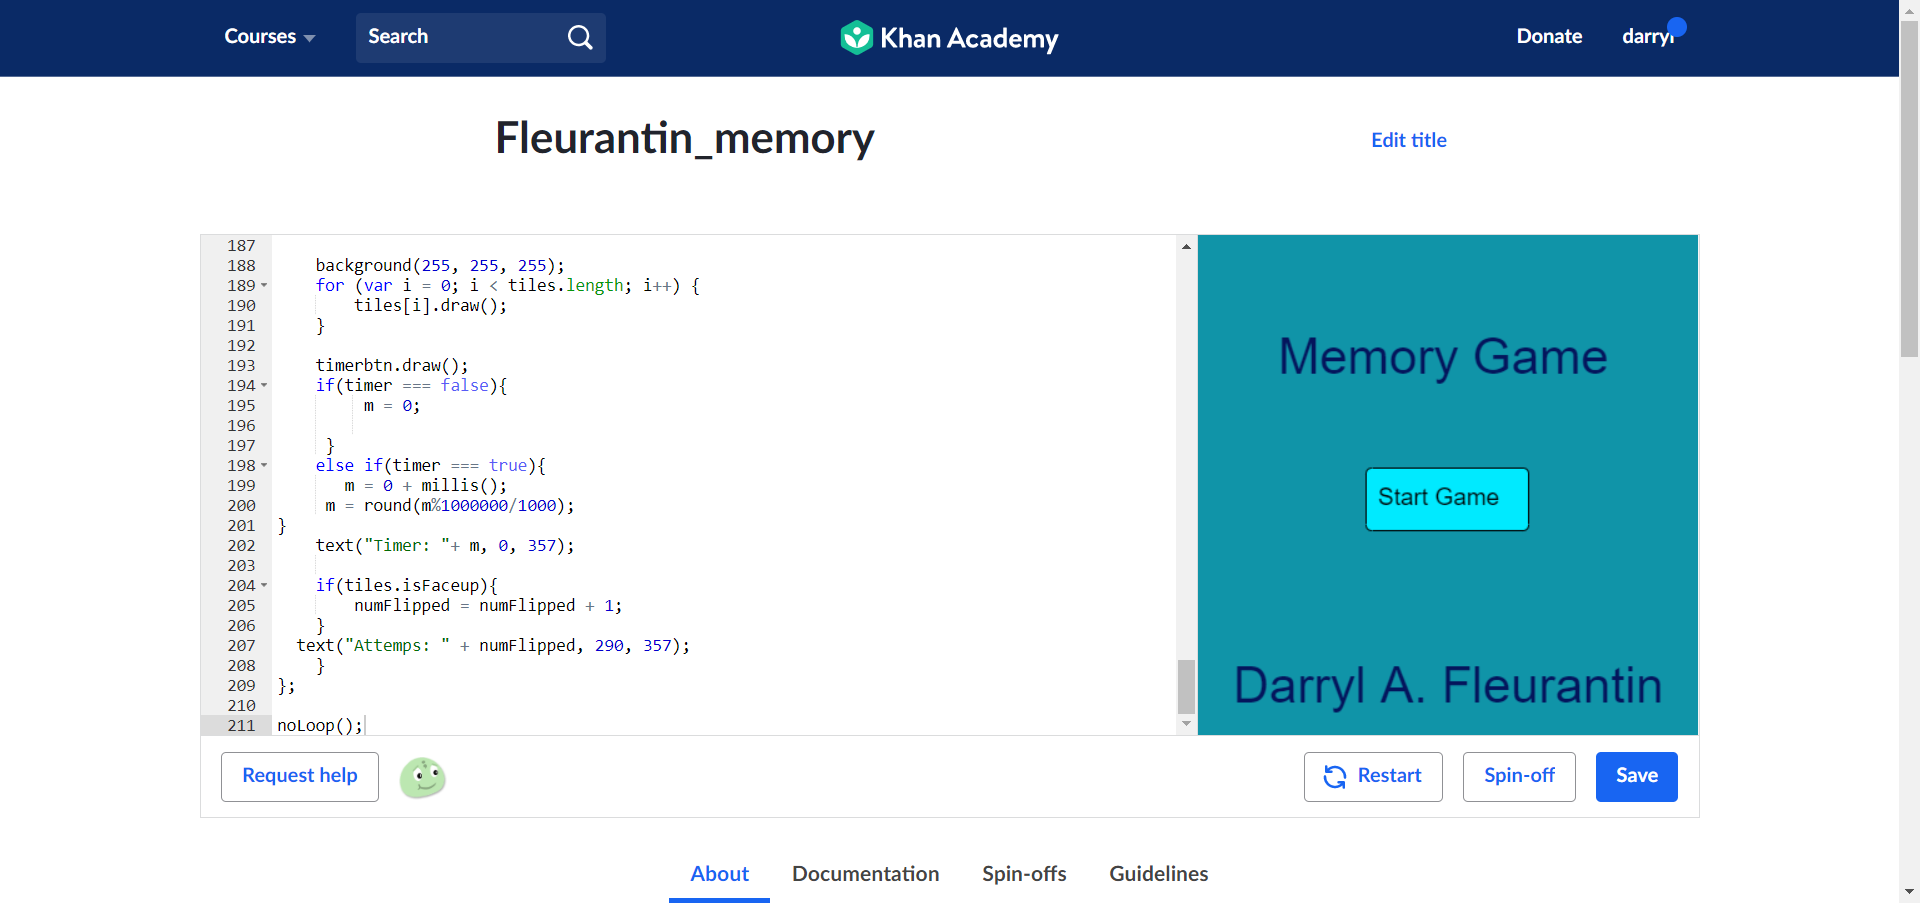 Courses
Search
Khan Academy
Donate
darryl
Fleurantin_memory
Edit title
187
188 background(255, 255, 255);
189 for (var i = 0; i < tiles.length; i++) {
190 tiles[i].draw();
191 }
192
193 timerbtn.draw();
194 if(timer === false){
195 m = 0;
196
197 }
198 else if(timer === true){
199 m = 0 + millis();
200 m = round(m%1000000/1000);
201 }
202 text("Timer: "+ m, 0, 357);
203
204 if(tiles.isFaceup){
205 numFlipped = numFlipped + 1;
206 }
207 text("Attemps: " + numFlipped, 290, 357);
208 }
209 };
210
211 noLoop();
Memory Game
Start Game
Darryl A. Fleurantin
Request help
Restart
Spin-off
Save
About
Documentation
Spin-offs
Guidelines